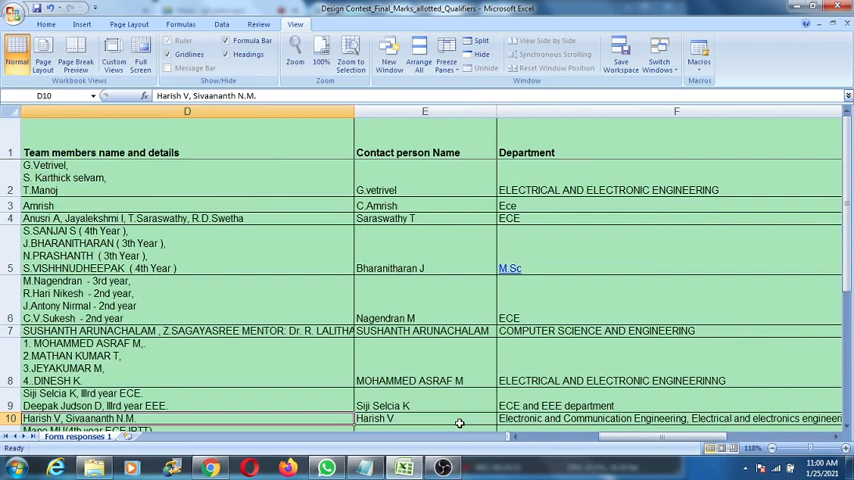 Design Contest_Final_Marks_allotted_Qualifiers - Microsoft Excel
Home Insert Page Layout Formulas Data Review View
Normal
Page Layout
Page Break Preview
Custom Views
Full Screen
Ruler
Gridlines
Message Bar
Formula Bar
Headings
Zoom
100%
Zoom to Selection
New Window
Arrange All
Freeze Panes
Split
Hide
Unhide
View Side by Side
Synchronous Scrolling
Reset Window Position
Save Workspace
Switch Windows
Macros
Workbook Views Show/Hide Zoom Window Macros
D10 fx Harish V, Sivaananth N.M.
D E F
1 Team members name and details Contact person Name Department
G.Vetrivel,
S. Karthick selvam,
2 T.Manoj G.vetrivel ELECTRICAL AND ELECTRONIC ENGINEERING
3 Amrish C.Amrish Ece
4 Anusri A, Jayalekshmi I, T.Saraswathy, R.D.Swetha Saraswathy T ECE
S.SANJAI S ( 4th Year ),
J.BHARANITHARAN ( 3th Year ),
N.PRASHANTH ( 3th Year ),
5 S.VISHHNUDHEEPAK ( 4th Year ) Bharanitharan J M.Sc
M.Nagendran - 3rd year,
R.Hari Nikesh - 2nd year,
J.Antony Nirmal - 2nd year
6 C.V.Sukesh - 2nd year Nagendran M ECE
7 SUSHANTH ARUNACHALAM , Z.SAGAYASREE MENTOR: Dr. R. LALITHA SUSHANTH ARUNACHALAM COMPUTER SCIENCE AND ENGINEERING
1. MOHAMMED ASRAF M,.
2.MATHAN KUMAR T,
3.JEYAKUMAR M,
8 4..DINESH K MOHAMMED ASRAF M ELECTRICAL AND ELECTRONIC ENGINEERINNG
Siji Selcia K, IIIrd year ECE.
9 Deepak Judson D, IIIrd year EEE. Siji Selcia K ECE and EEE department
10 Harish V, Sivaananth N.M. Harish V Electronic and Communication Engineering, Electrical and electronics engineeri
Form responses 1
Ready 118%
11:00 AM
1/25/2021